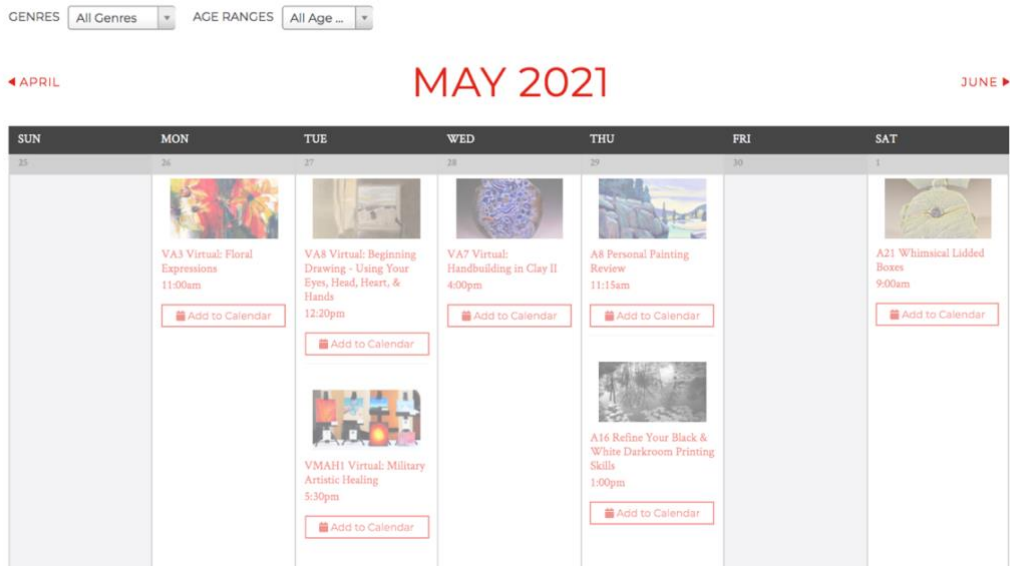 GENRES All Genres AGE RANGES All Age ...
APRIL MAY 2021 JUNE
SUN MON TUE WED THU FRI SAT
25 26 27 28 29 30 1
VA3 Virtual: Floral
Expressions
11:00am
Add to Calendar
VA8 Virtual: Beginning
Drawing - Using Your
Eyes, Head, Heart, &
Hands
12:20pm
Add to Calendar
VMAH1 Virtual: Military
Artistic Healing
5:30pm
Add to Calendar
VA7 Virtual:
Handbuilding in Clay II
4:00pm
Add to Calendar
A8 Personal Painting
Review
11:15am
Add to Calendar
A16 Refine Your Black &
White Darkroom Printing
Skills
1:00pm
Add to Calendar
A21 Whimsical Lidded
Boxes
9:00am
Add to Calendar